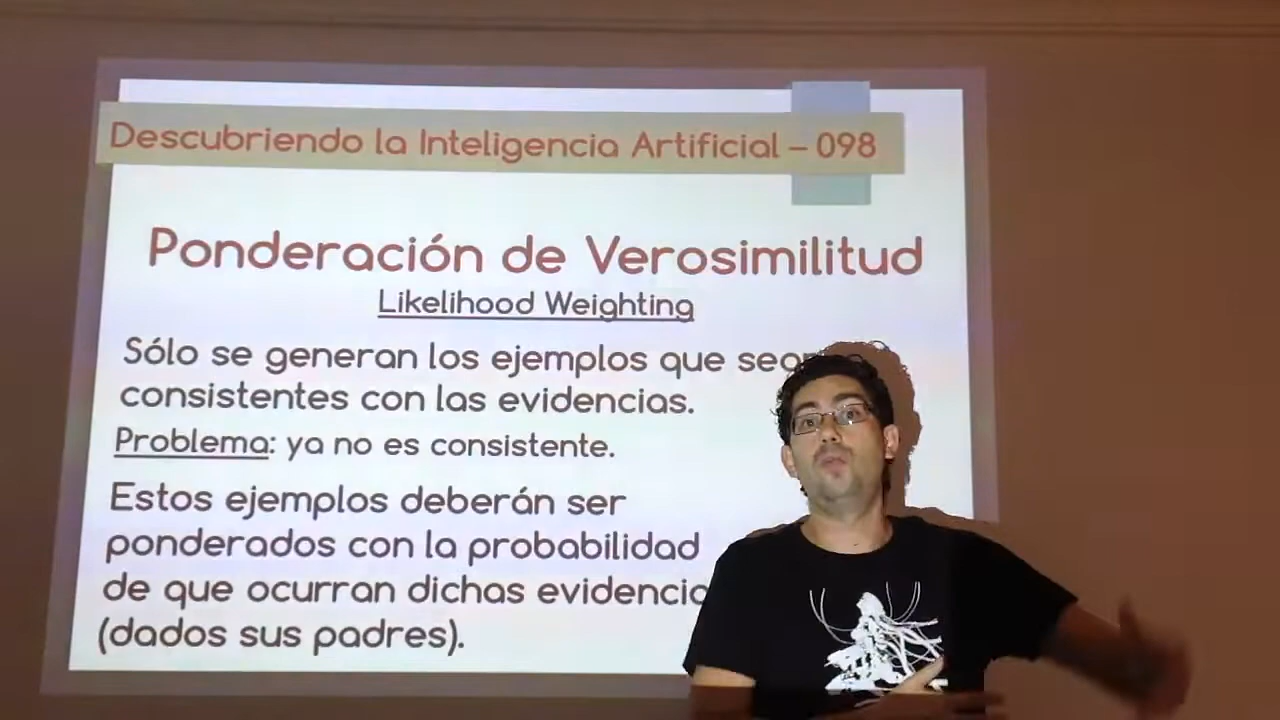 Descubriendo la Inteligencia Artificial – 098
Ponderación de Verosimilitud
Likelihood Weighting
Sólo se generan los ejemplos que sean
consistentes con las evidencias.
Problema: ya no es consistente.
Estos ejemplos deberán ser
ponderados con la probabilidad
de que ocurran dichas
(dados sus padres).